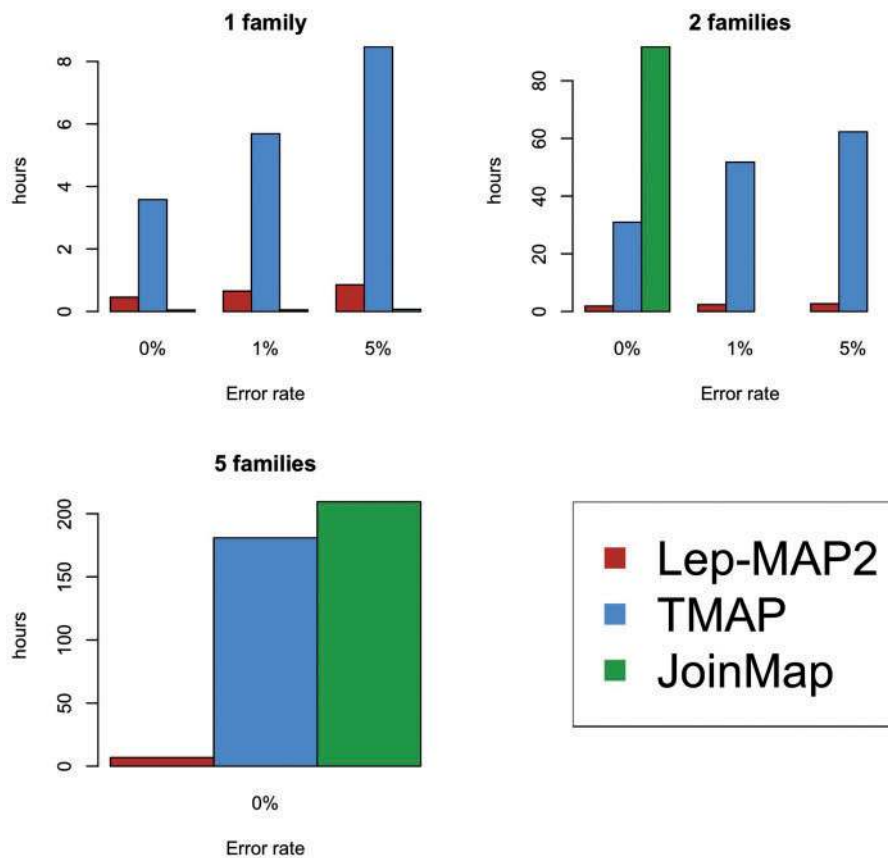 1 family
hours
8
6
4
2
0
0% 1% 5%
Error rate
2 families
hours
80
60
40
20
0
0% 1% 5%
Error rate
5 families
hours
200
150
100
50
0
0%
Error rate
Lep-MAP2
TMAP
JoinMap